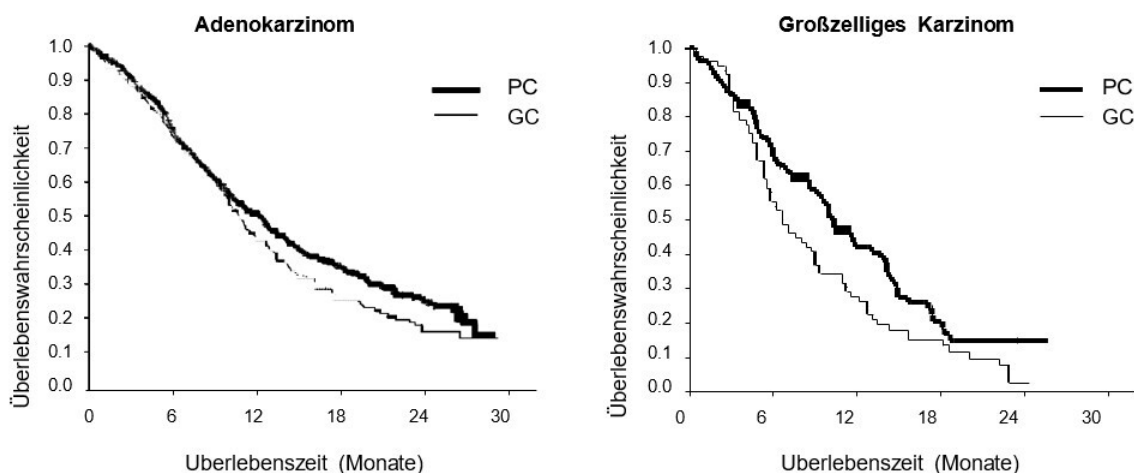 Adenokarzinom
1.0
0.9
0.8
0.7
0.6
0.5
0.4
0.3
0.2
0.1
0.0
Überlebenswahrscheinlichkeit
PC
GC
0 6 12 18 24 30
Uberlebenszeit (Monate)
Großzelliges Karzinom
1.0
0.9
0.8
0.7
0.6
0.5
0.4
0.3
0.2
0.1
0.0
Überlebenswahrscheinlichkeit
PC
GC
0 6 12 18 24 30
Uberlebenszeit (Monate)